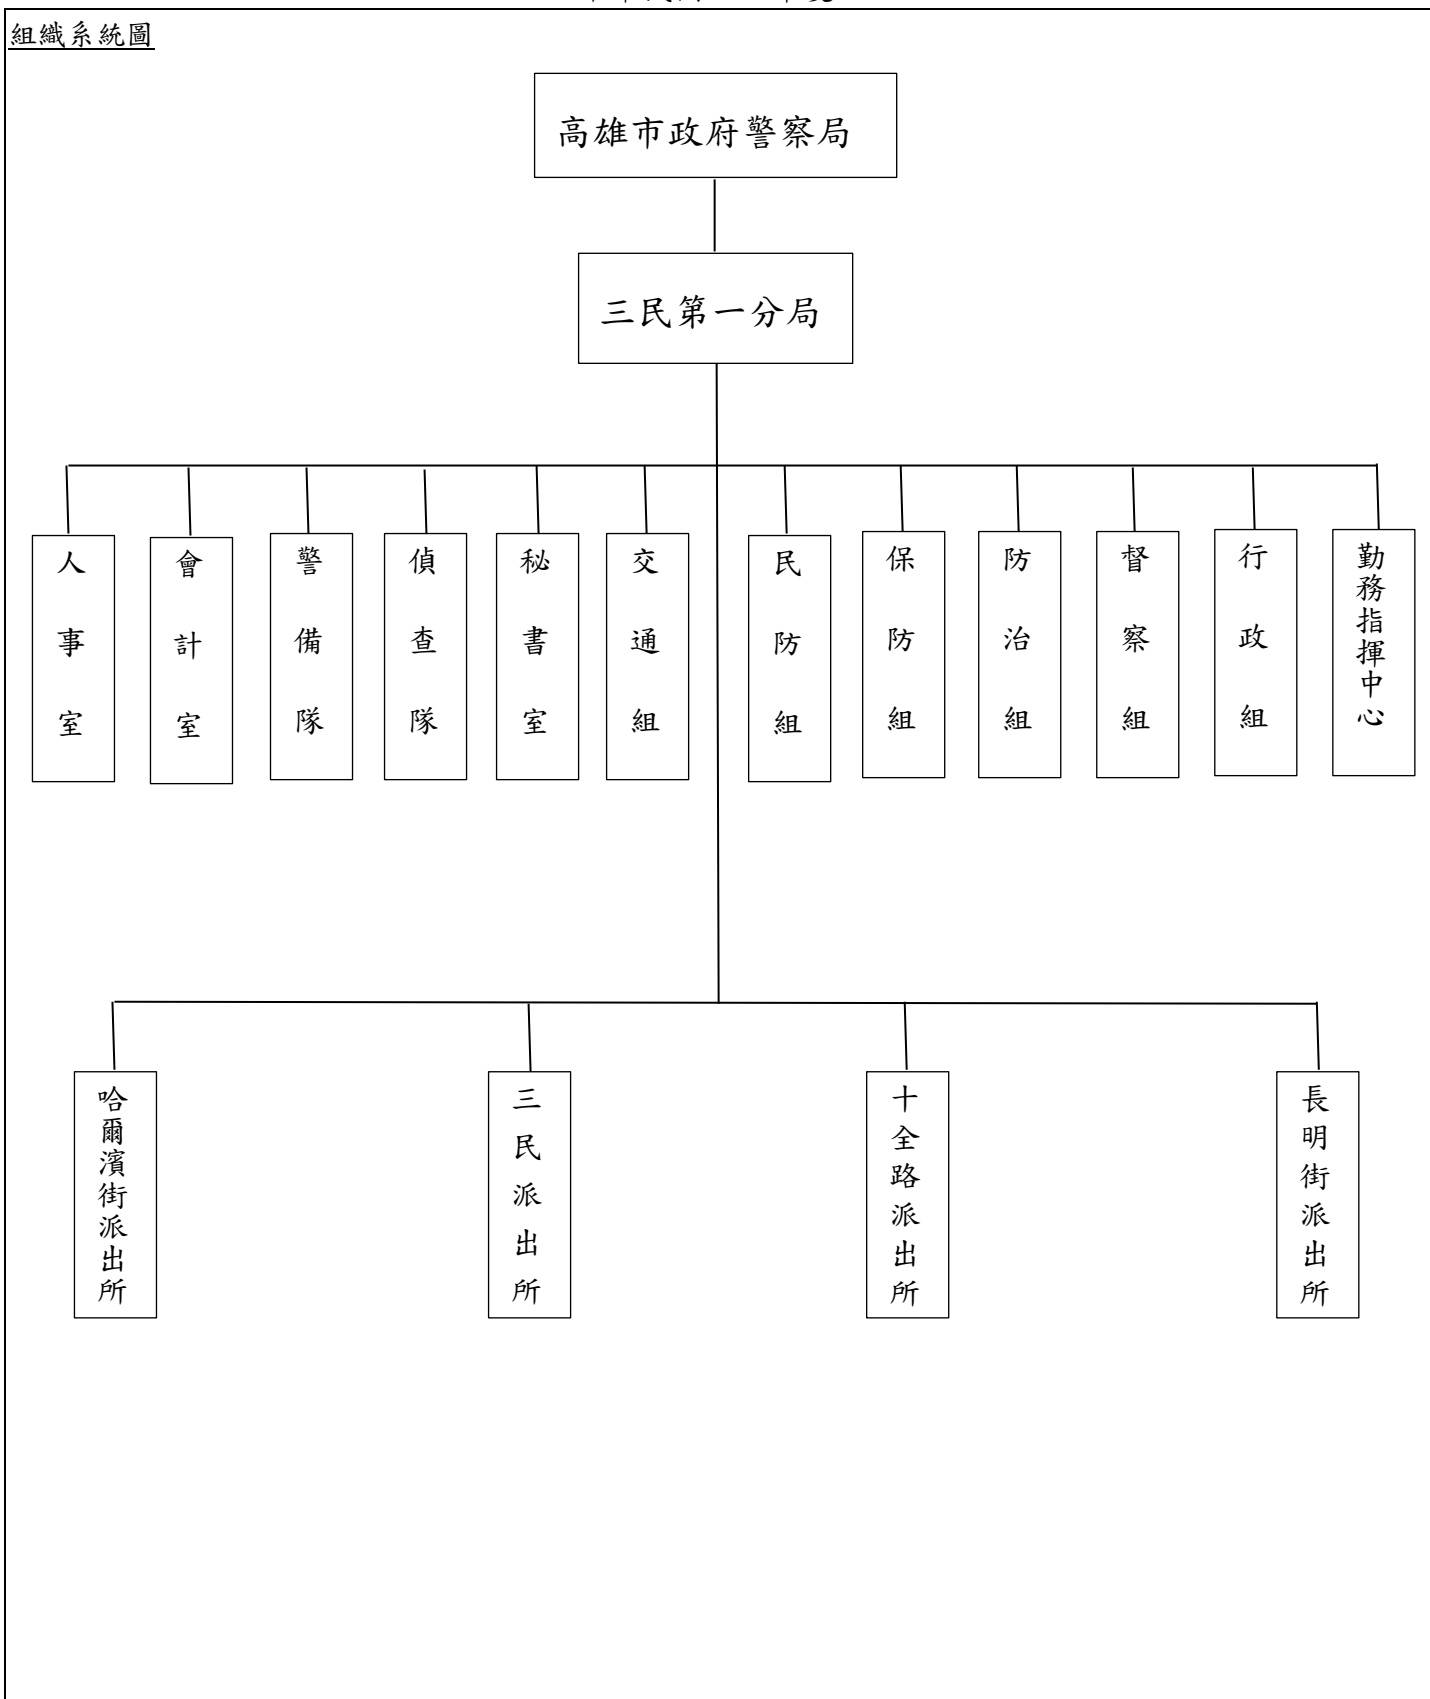 組織系統圖
高雄市政府警察局
三民第一分局
人事室
會計室
警備隊
偵查隊
秘書室
交通組
民防組
保防組
防治組
督察組
行政組
勤務指揮中心
哈爾濱街派出所
三民派出所
十全路派出所
長明街派出所